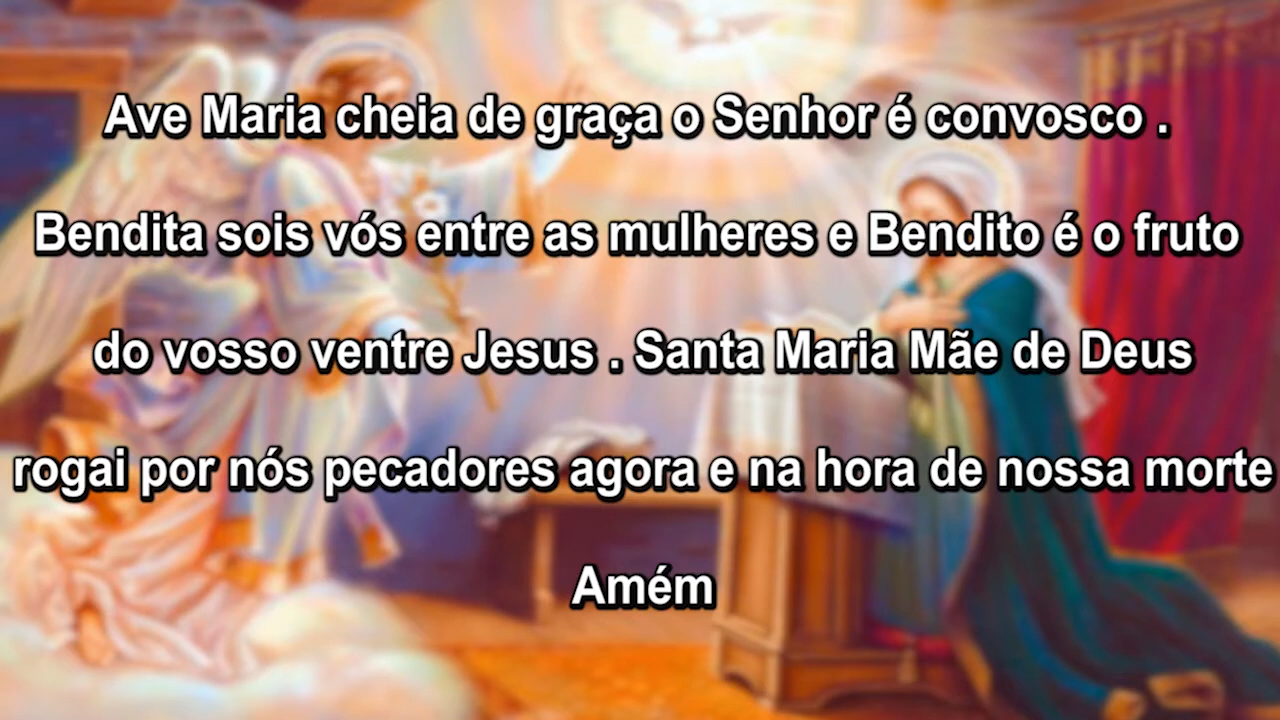 Ave Maria cheia de graça o Senhor é convosco .
Bendita sois vós entre as mulheres e Bendito é o fruto
do vosso ventre Jesus . Santa Maria Mãe de Deus
rogai por nós pecadores agora e na hora de nossa morte
Amém